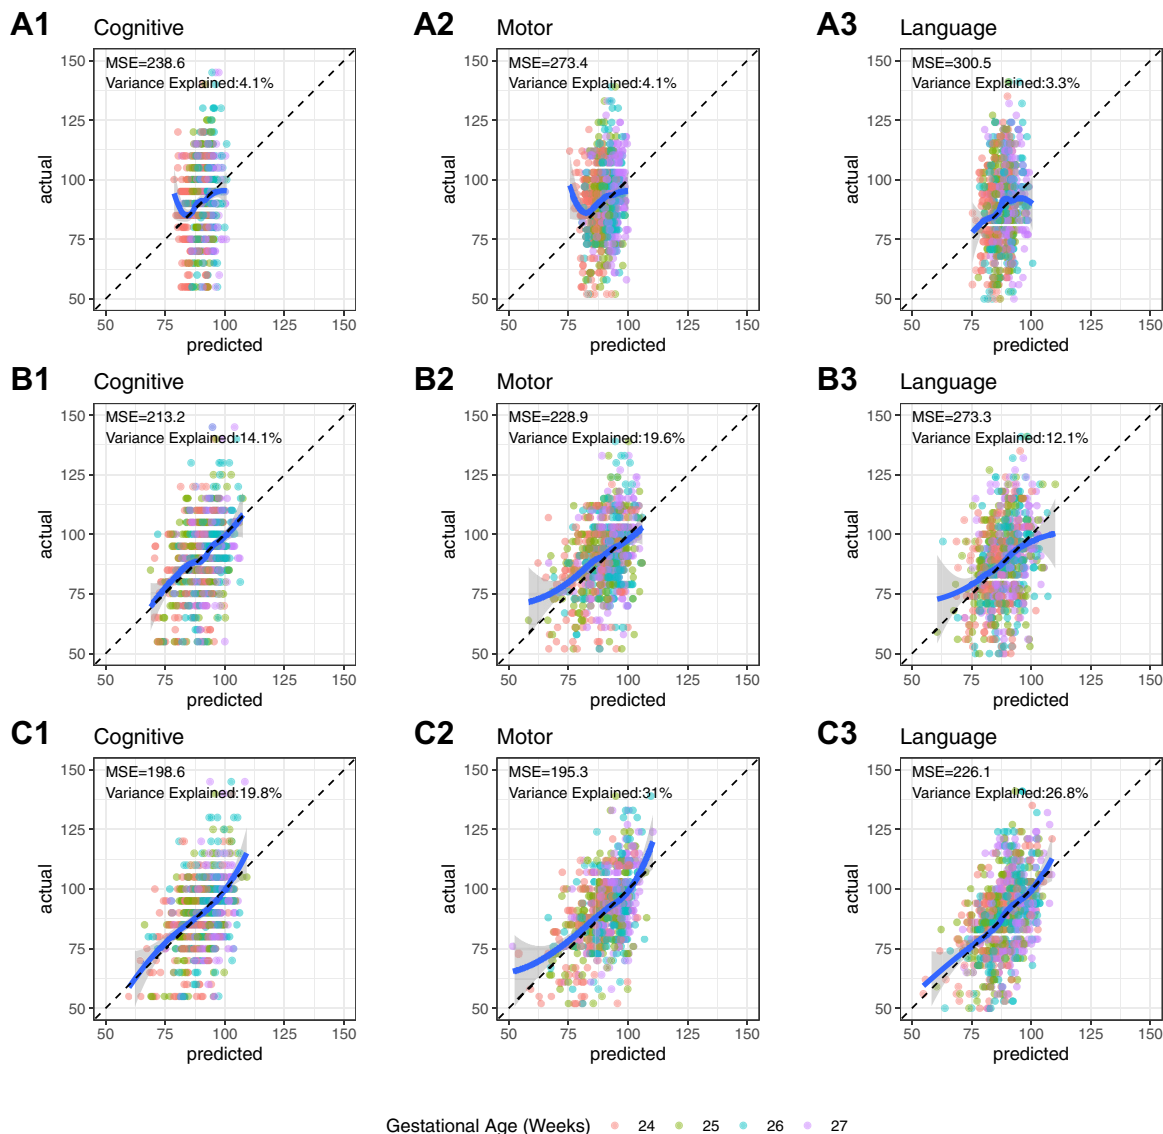 A1 Cognitive
MSE=238.6
Variance Explained:4.1%
150
125
100
75
50
actual
50 75 100 125 150
predicted
A2 Motor
MSE=273.4
Variance Explained:4.1%
150
125
100
75
50
actual
50 75 100 125 150
predicted
A3 Language
MSE=300.5
Variance Explained:3.3%
150
125
100
75
50
actual
50 75 100 125 150
predicted
B1 Cognitive
MSE=213.2
Variance Explained:14.1%
150
125
100
75
50
actual
50 75 100 125 150
predicted
B2 Motor
MSE=228.9
Variance Explained:19.6%
150
125
100
75
50
actual
50 75 100 125 150
predicted
B3 Language
MSE=273.3
Variance Explained:12.1%
150
125
100
75
50
actual
50 75 100 125 150
predicted
C1 Cognitive
MSE=198.6
Variance Explained:19.8%
150
125
100
75
50
actual
50 75 100 125 150
predicted
C2 Motor
MSE=195.3
Variance Explained:31%
150
125
100
75
50
actual
50 75 100 125 150
predicted
C3 Language
MSE=226.1
Variance Explained:26.8%
150
125
100
75
50
actual
50 75 100 125 150
predicted
Gestational Age (Weeks) 24 25 26 27